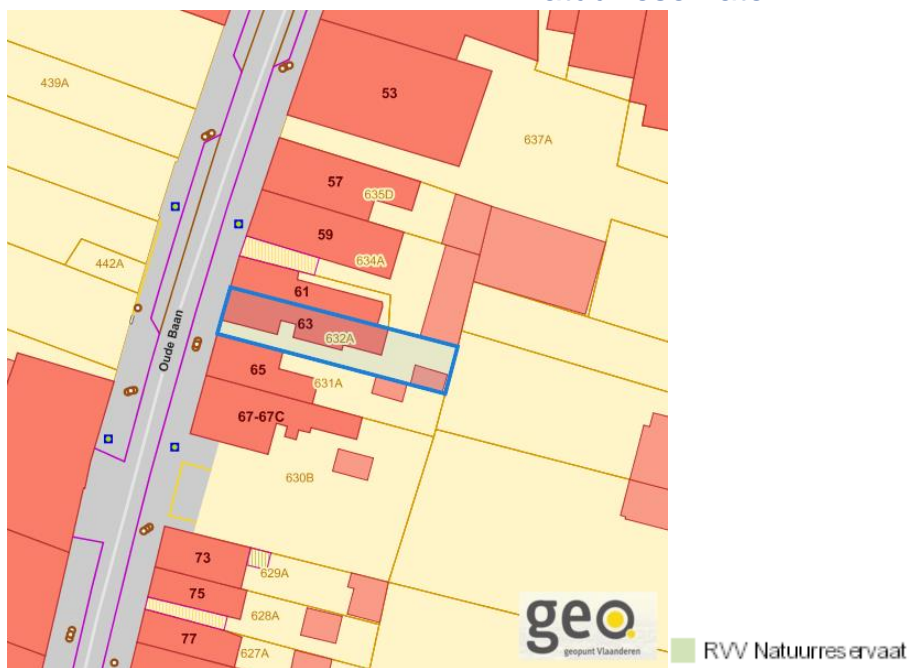 439A
53
637A
57
635D
59
634A
442A
61
63
632A
Oude Baan
65
631A
67-67C
630B
73
629A
75
628A
77
627A
geo.
geopunt Vlaanderen
RVV Natuurreservaat